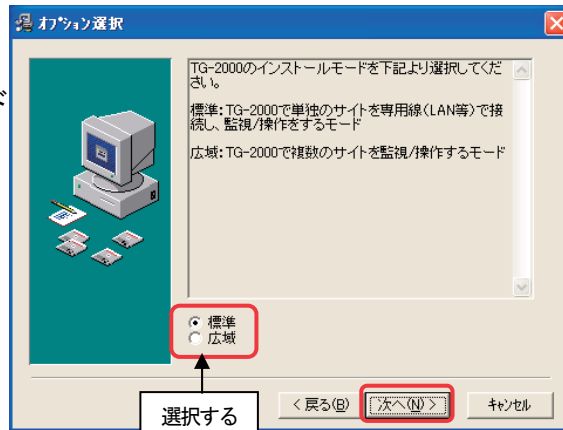 オプション選択
ド
TG-2000のインストールモードを下記より選択してくだ
さい。
標準：TG-2000で単独のサイトを専用線（LAN等）で接
続し、監視/操作をするモード
広域：TG-2000で複数のサイトを監視/操作するモード
標準
広域
選択する
< 戻る(B)
次へ(N) >
キャンセル